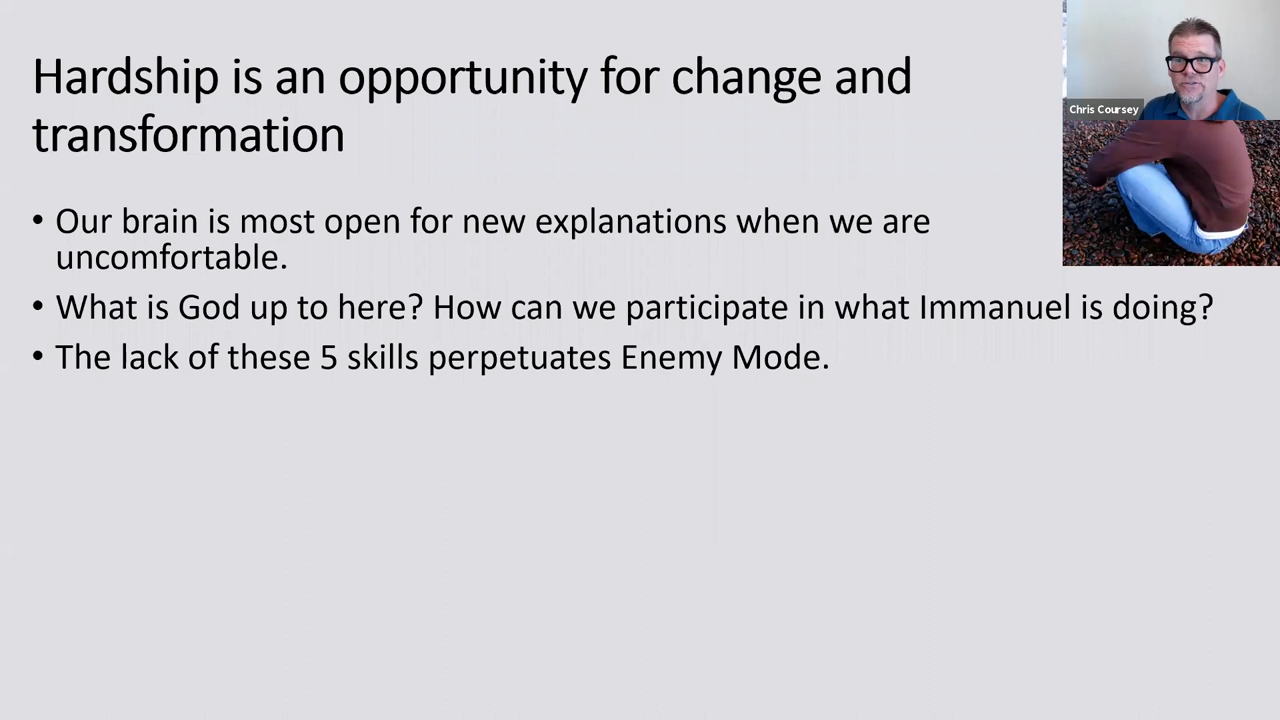 Hardship is an opportunity for change and
transformation
Chris Coursey
• Our brain is most open for new explanations when we are
uncomfortable.
• What is God up to here? How can we participate in what Immanuel is doing?
• The lack of these 5 skills perpetuates Enemy Mode.